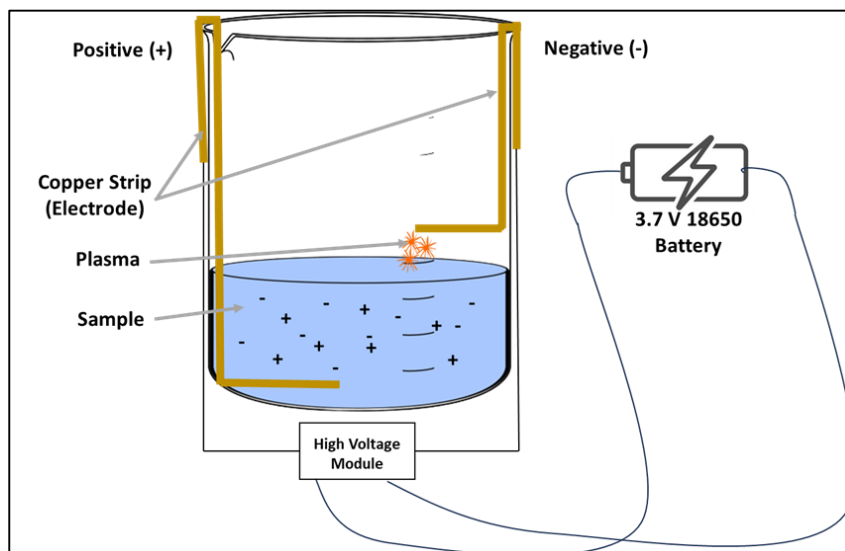 Positive (+)
Negative (-)
Copper Strip
(Electrode)
3.7 V 18650
Battery
Plasma
Sample
- - + - - + - + - - + + + - +
High Voltage
Module